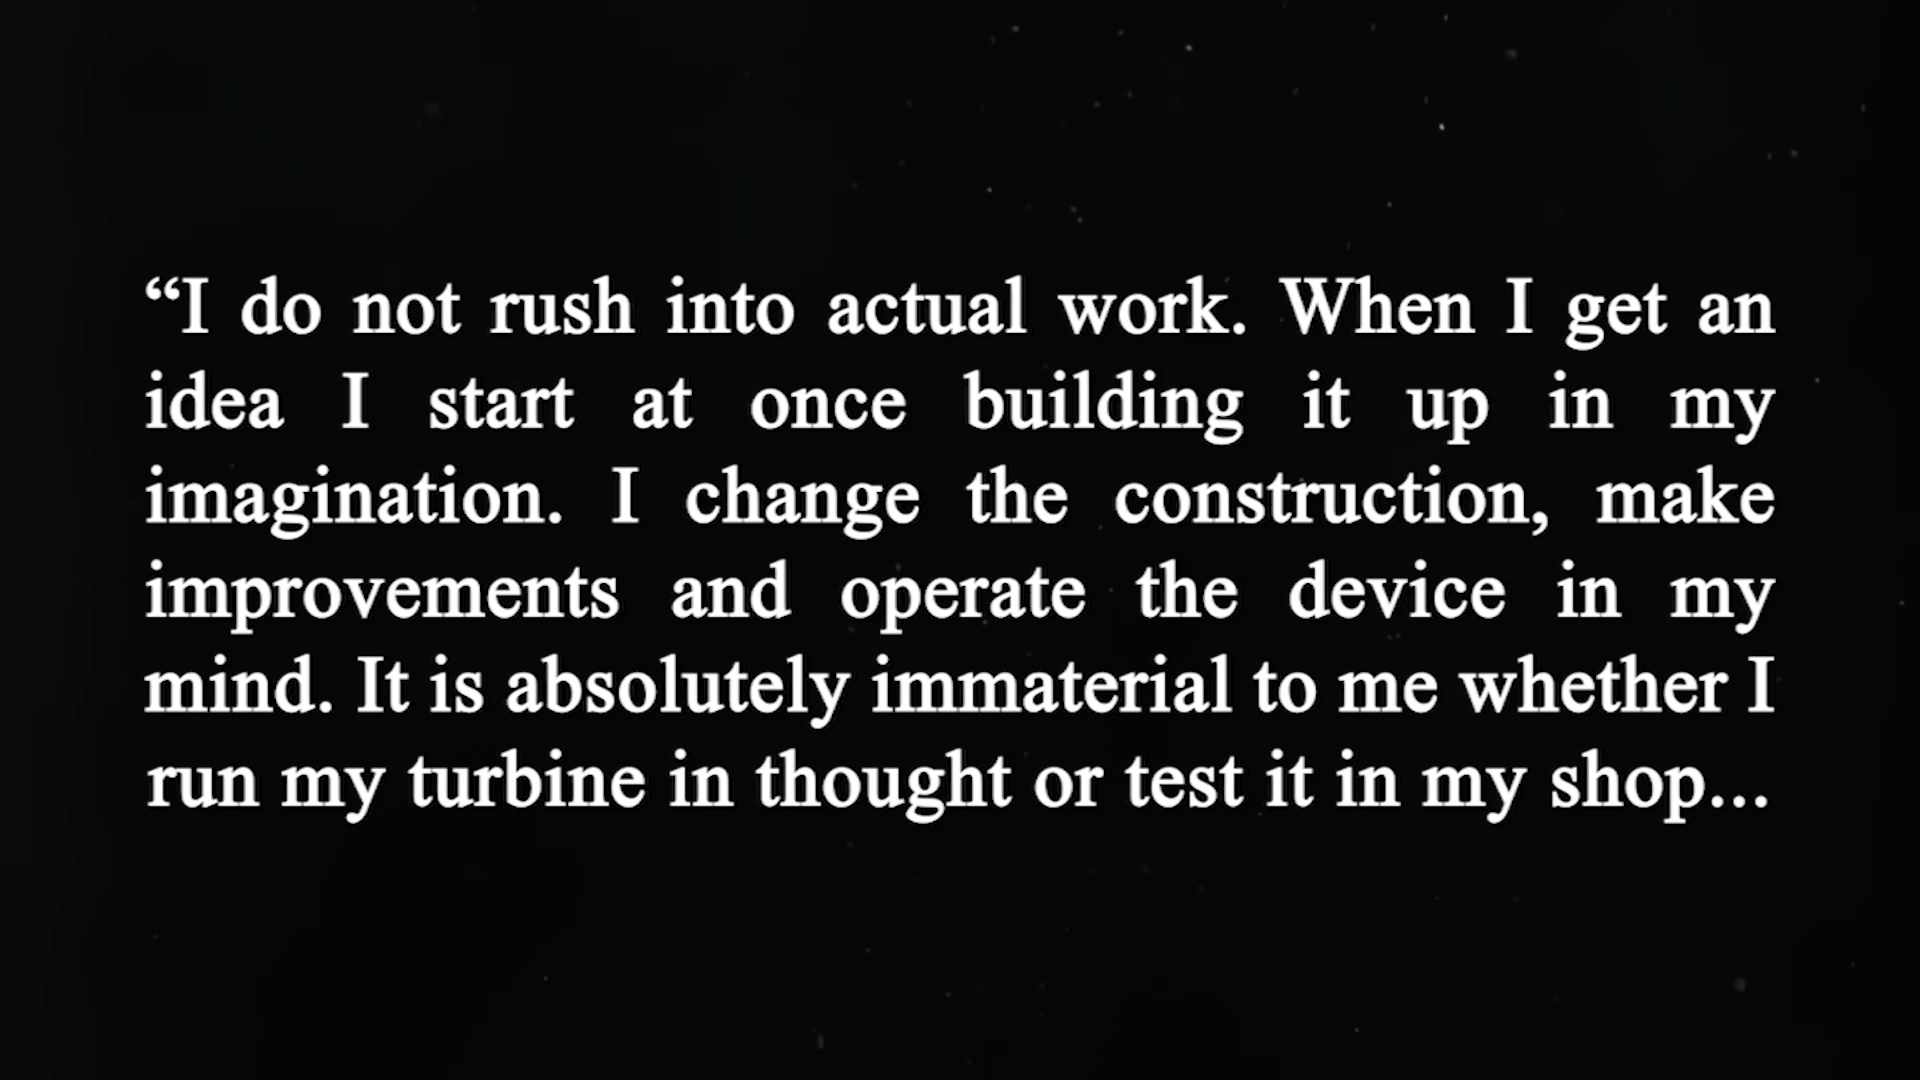 “I do not rush into actual work. When I get an
idea I start at once building it up in my
imagination. I change the construction, make
improvements and operate the device in my
mind. It is absolutely immaterial to me whether I
run my turbine in thought or test it in my shop...